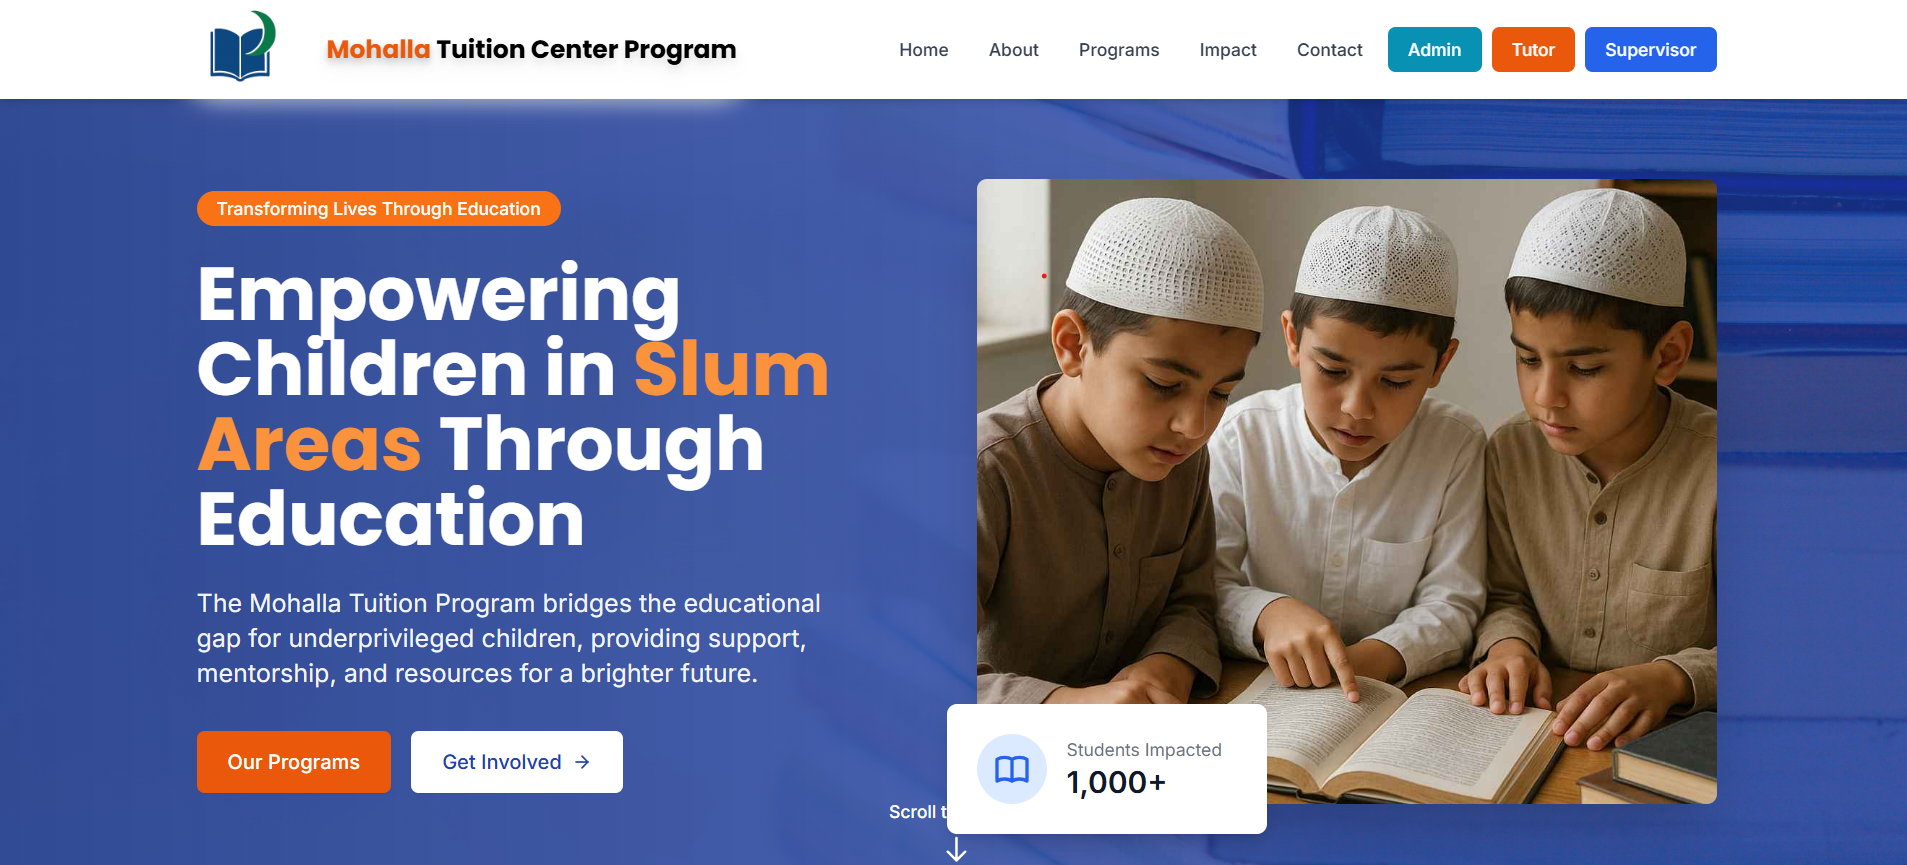 Mohalla Tuition Center Program
Home
About
Programs
Impact
Contact
Admin
Tutor
Supervisor
Transforming Lives Through Education
Empowering
Children in Slum
Areas Through
Education
The Mohalla Tuition Program bridges the educational
gap for underprivileged children, providing support,
mentorship, and resources for a brighter future.
Our Programs
Get Involved →
Students Impacted
1,000+
Scroll t